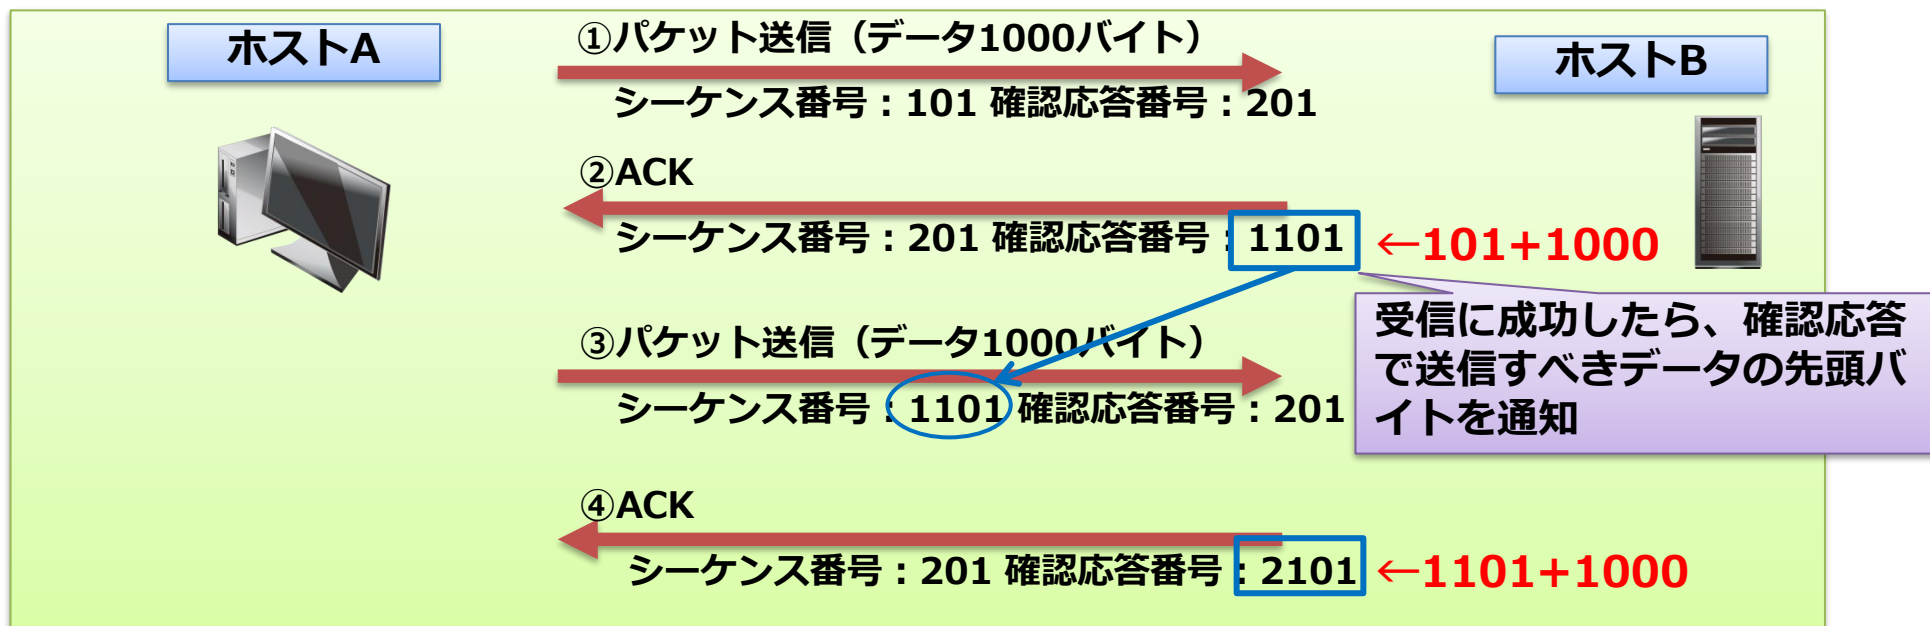 ホストA
①パケット送信（データ1000バイト）
ホストB
シーケンス番号：101 確認応答番号：201
②ACK
シーケンス番号：201 確認応答番号：1101 ←101+1000
受信に成功したら、確認応答
で送信すべきデータの先頭バ
イトを通知
③パケット送信（データ1000バイト）
シーケンス番号：1101 確認応答番号：201
④ACK
シーケンス番号：201 確認応答番号：2101 ←1101+1000